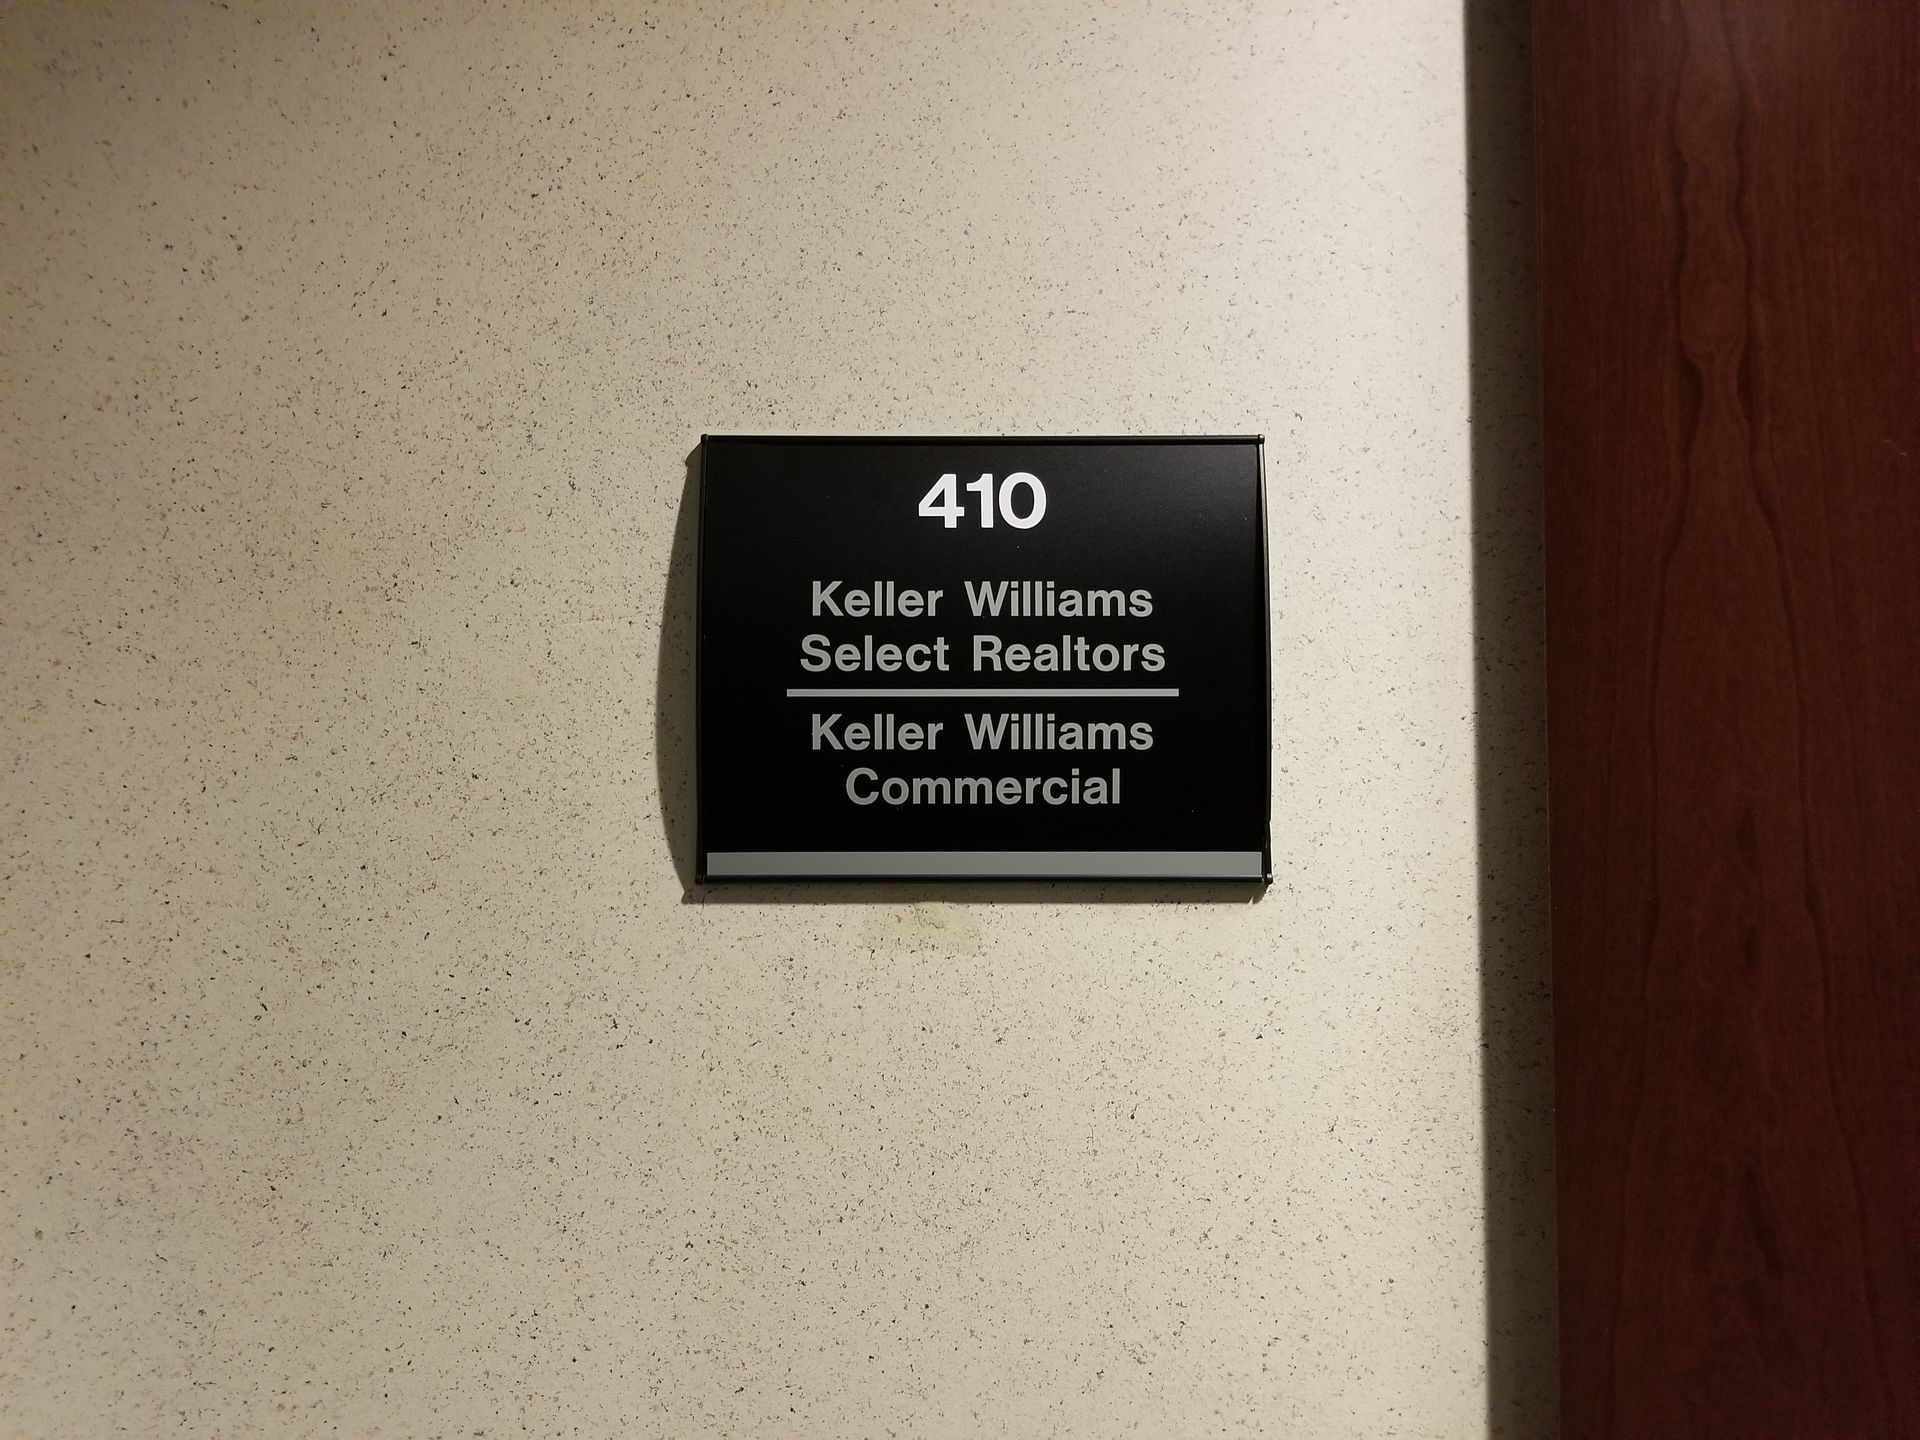 410
Keller Williams
Select Realtors
Keller Williams
Commercial